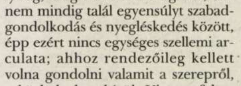 nem mindig talál egyensúlyt szabad-
gondolkodás és nyegléskedés között,
épp ezért nincs egységes szellemi ar-
culata; ahhoz rendezőileg kellett
volna gondolni valamit a szerepről,